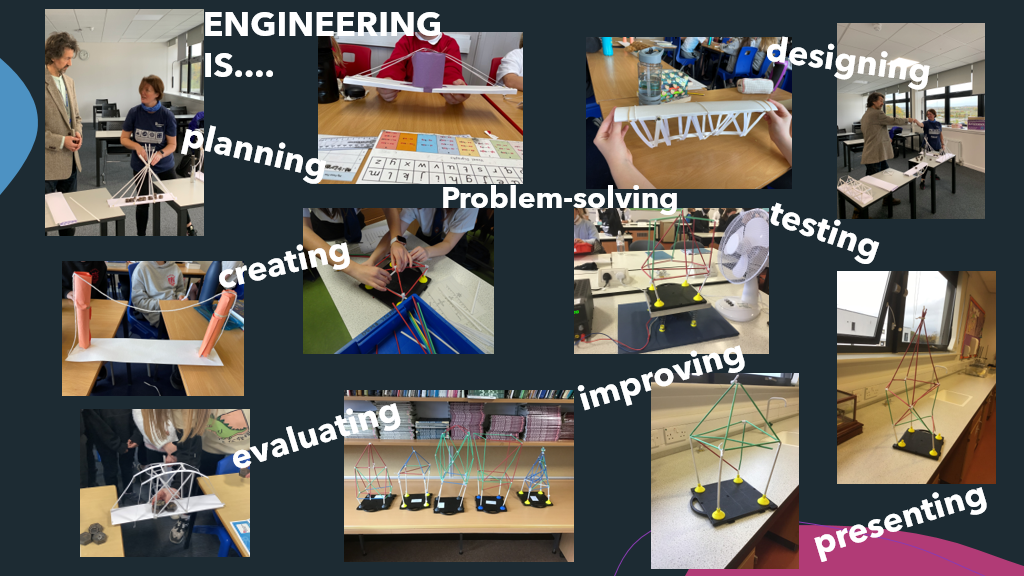 ENGINEERING
IS....
designing
planning
Problem-solving
testing
creating
improving
evaluating
presenting